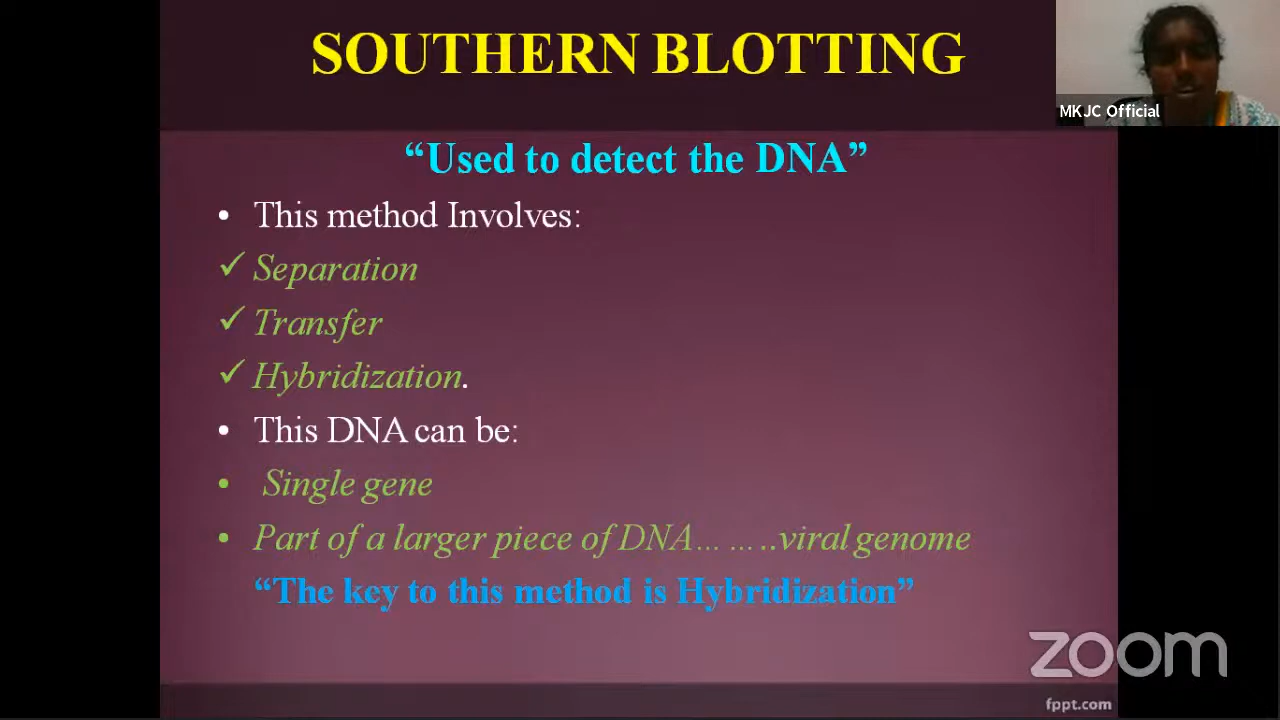 SOUTHERN BLOTTING
MKJC Official
“Used to detect the DNA”
• This method Involves:
✓ Separation
✓ Transfer
✓ Hybridization.
• This DNA can be:
• Single gene
• Part of a larger piece of DNA... ... ..viral genome
“The key to this method is Hybridization”
zoom
fppt.com